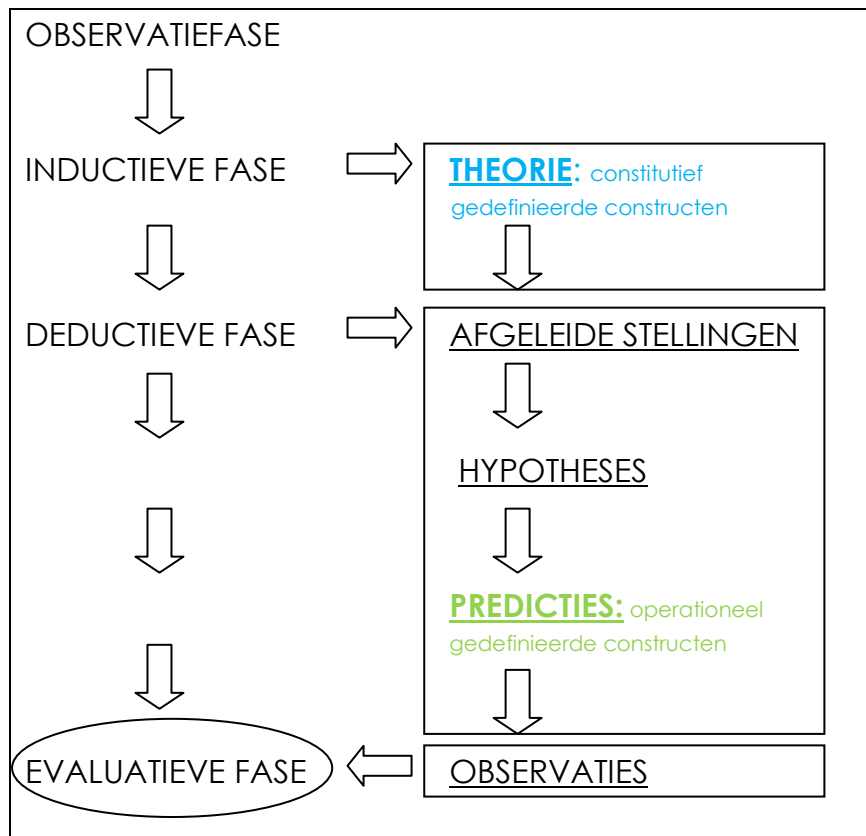 OBSERVATIEFASE
INDUCTIEVE FASE
THEORIE: constitutief
gedefinieerde constructen
DEDUCTIEVE FASE
AFGELEIDE STELLINGEN
HYPOTHESES
PREDICTIES: operationeel
gedefinieerde constructen
EVALUATIEVE FASE
OBSERVATIES